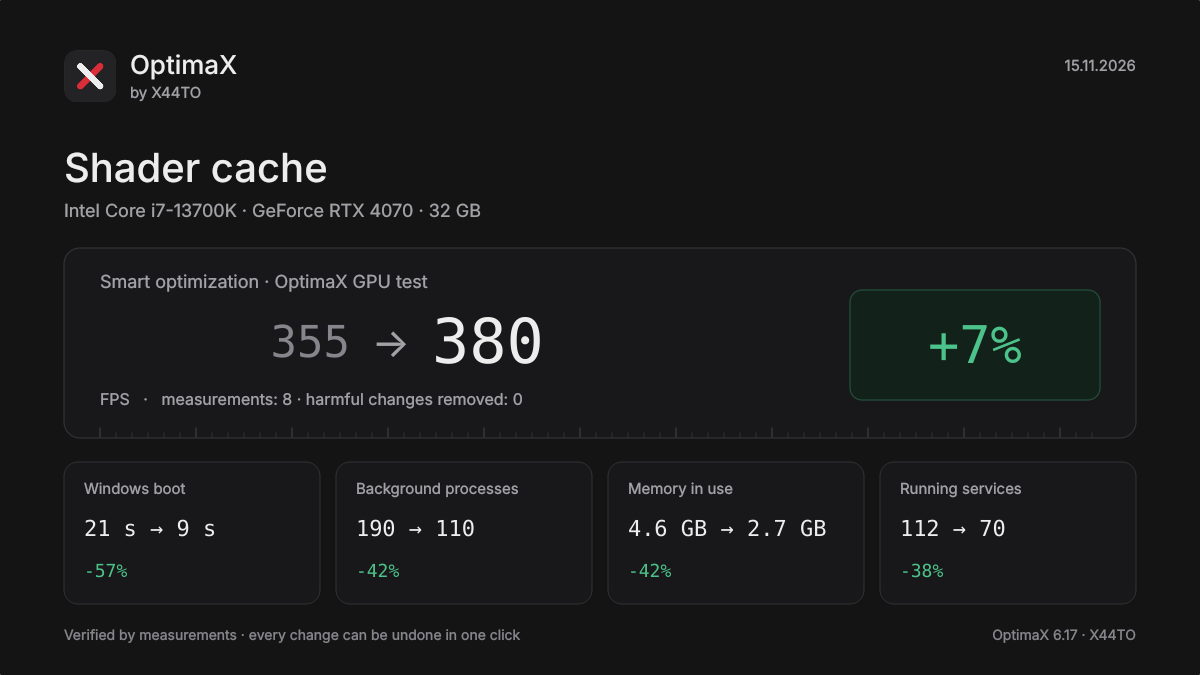 OptimaX
by X44TO
15.11.2026
Shader cache
Intel Core i7-13700K · GeForce RTX 4070 · 32 GB
Smart optimization · OptimaX GPU test
355 → 380
+7%
FPS · measurements: 8 · harmful changes removed: 0
Windows boot
21 s → 9 s
-57%
Background processes
190 → 110
-42%
Memory in use
4.6 GB → 2.7 GB
-42%
Running services
112 → 70
-38%
Verified by measurements · every change can be undone in one click
OptimaX 6.17 · X44TO